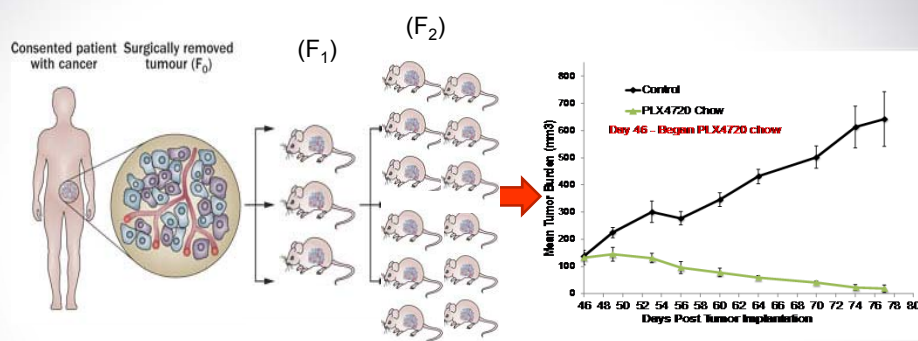 (F₂)
(F₁)
Consented patient
with cancer
Surgically removed
tumour (F₀)
800
700
600
500
400
300
200
100
0
Mean Tumor Burden (mm3)
Control
PLX4720 Chow
Day 46 - Began PLX4720 chow
46 48 50 52 54 56 58 60 62 64 66 68 70 72 74 76 78 80
Days Post Tumor Implantation